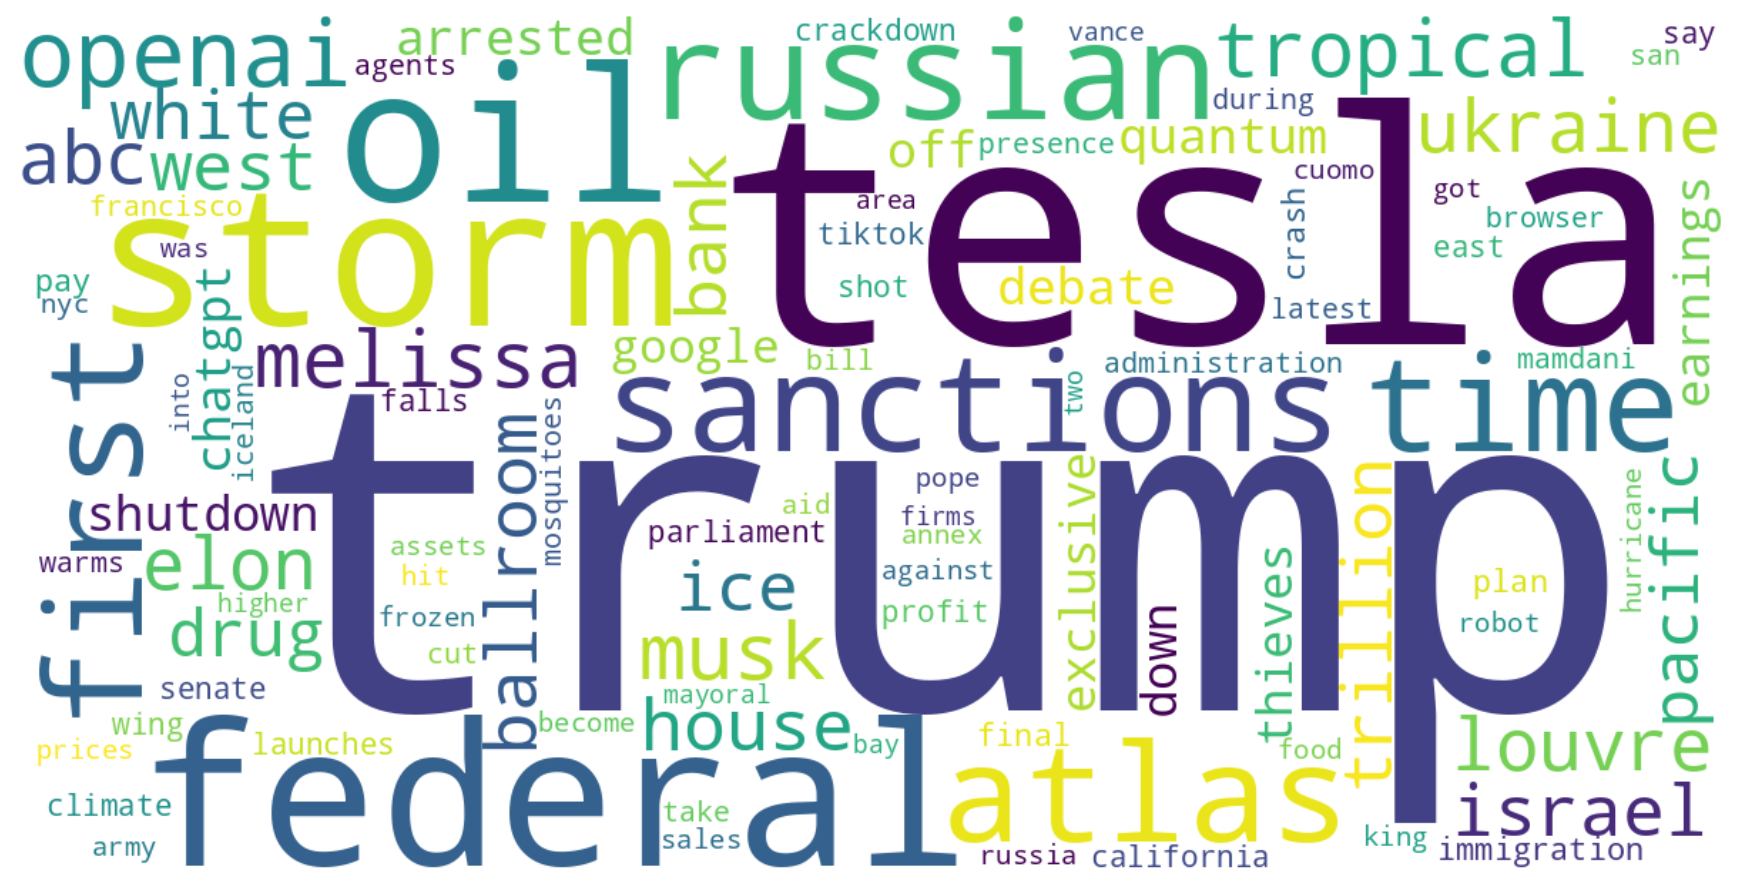 openai
arrested
crackdown
vance
say
russian
tropical
san
agents
oil
white
during
tesla
ukraine
abc
west
off
presence
quantum
bank
cuomo
francisco
storm
area
got
browser
crash
was
tiktok
east
earnings
pay
nyc
chatgpt
shot
debate
latest
first
melissa
google
bill
administration
mamdani
into
iceland
falls
sanctions
two
time
trump
ballroom
mosquitoes
shutdown
pope
exclusive
trillion
hurricane
pacific
aid
firms
parliament
annex
warms
elon
assets
hit
ice
against
thieves
plan
higher
frozen
profit
robot
drug
cut
musk
down
senate
mayoral
wing
become
house
final
louvre
prices
launches
federal
bay
food
atlas
climate
take
israel
army
sales
russia
california
king
immigration